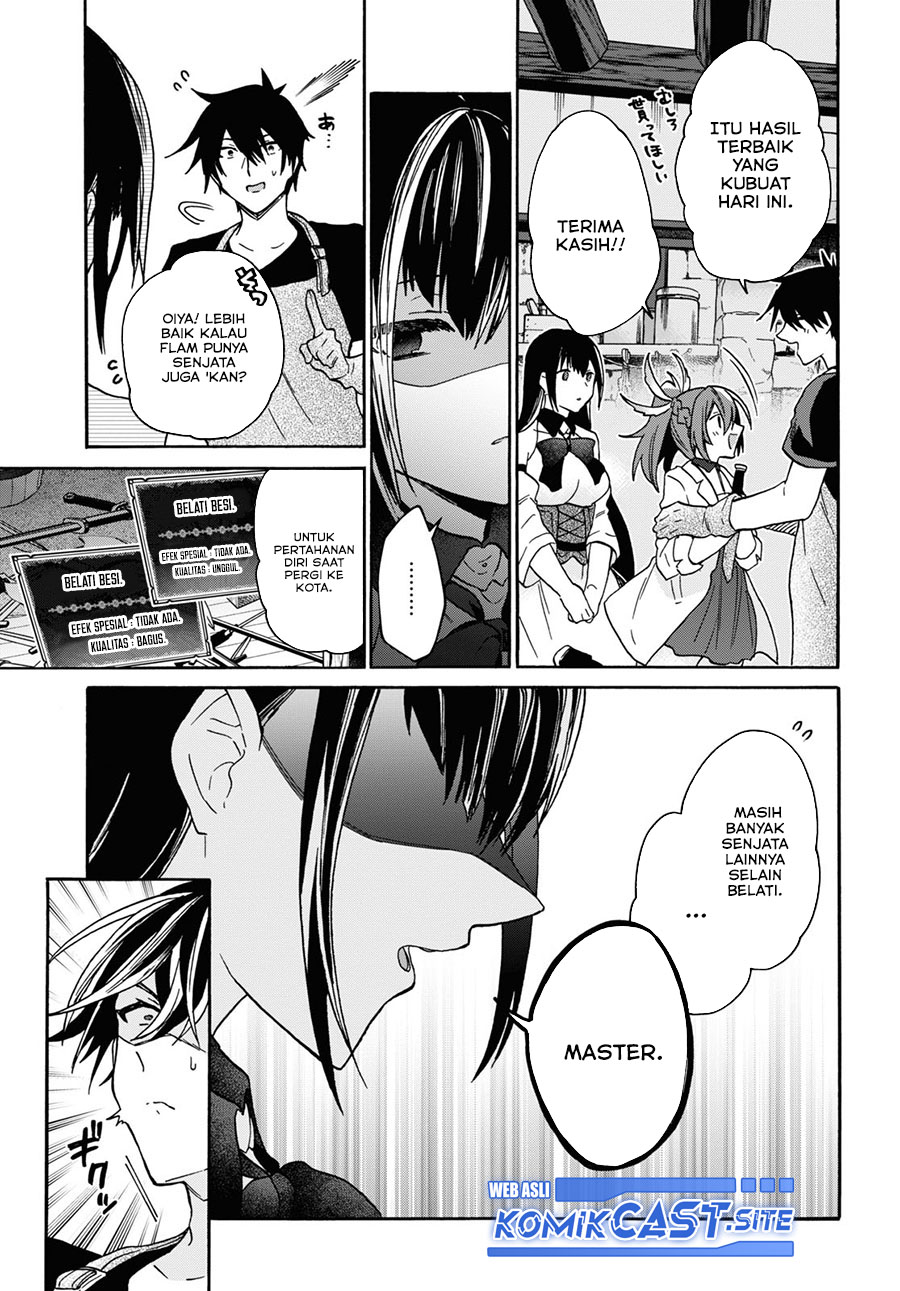 ITU HASIL
TERBAIK
YANG
KUBUAT
HARI INI.
むしろ
貰ってほしい
TERIMA
KASIH!!
........
あ...
OIYA! LEBIH
BAIK KALAU
FLAM PUNYA
SENJATA
JUGA 'KAN?
UNTUK
PERTAHANAN
DIRI SAAT
PERGI KE
KOTA.
BELATI BESI.
EFEK SPESIAL : TIDAK ADA.
KUALITAS : UNGGUL.
BELATI BESI.
EFEK SPESIAL : TIDAK ADA.
KUALITAS : BAGUS.
MASIH
BANYAK
SENJATA
LAINNYA
SELAIN
BELATI.
...
MASTER.
ギクッ
WEB ASLI
KOMIKCAST.SITE